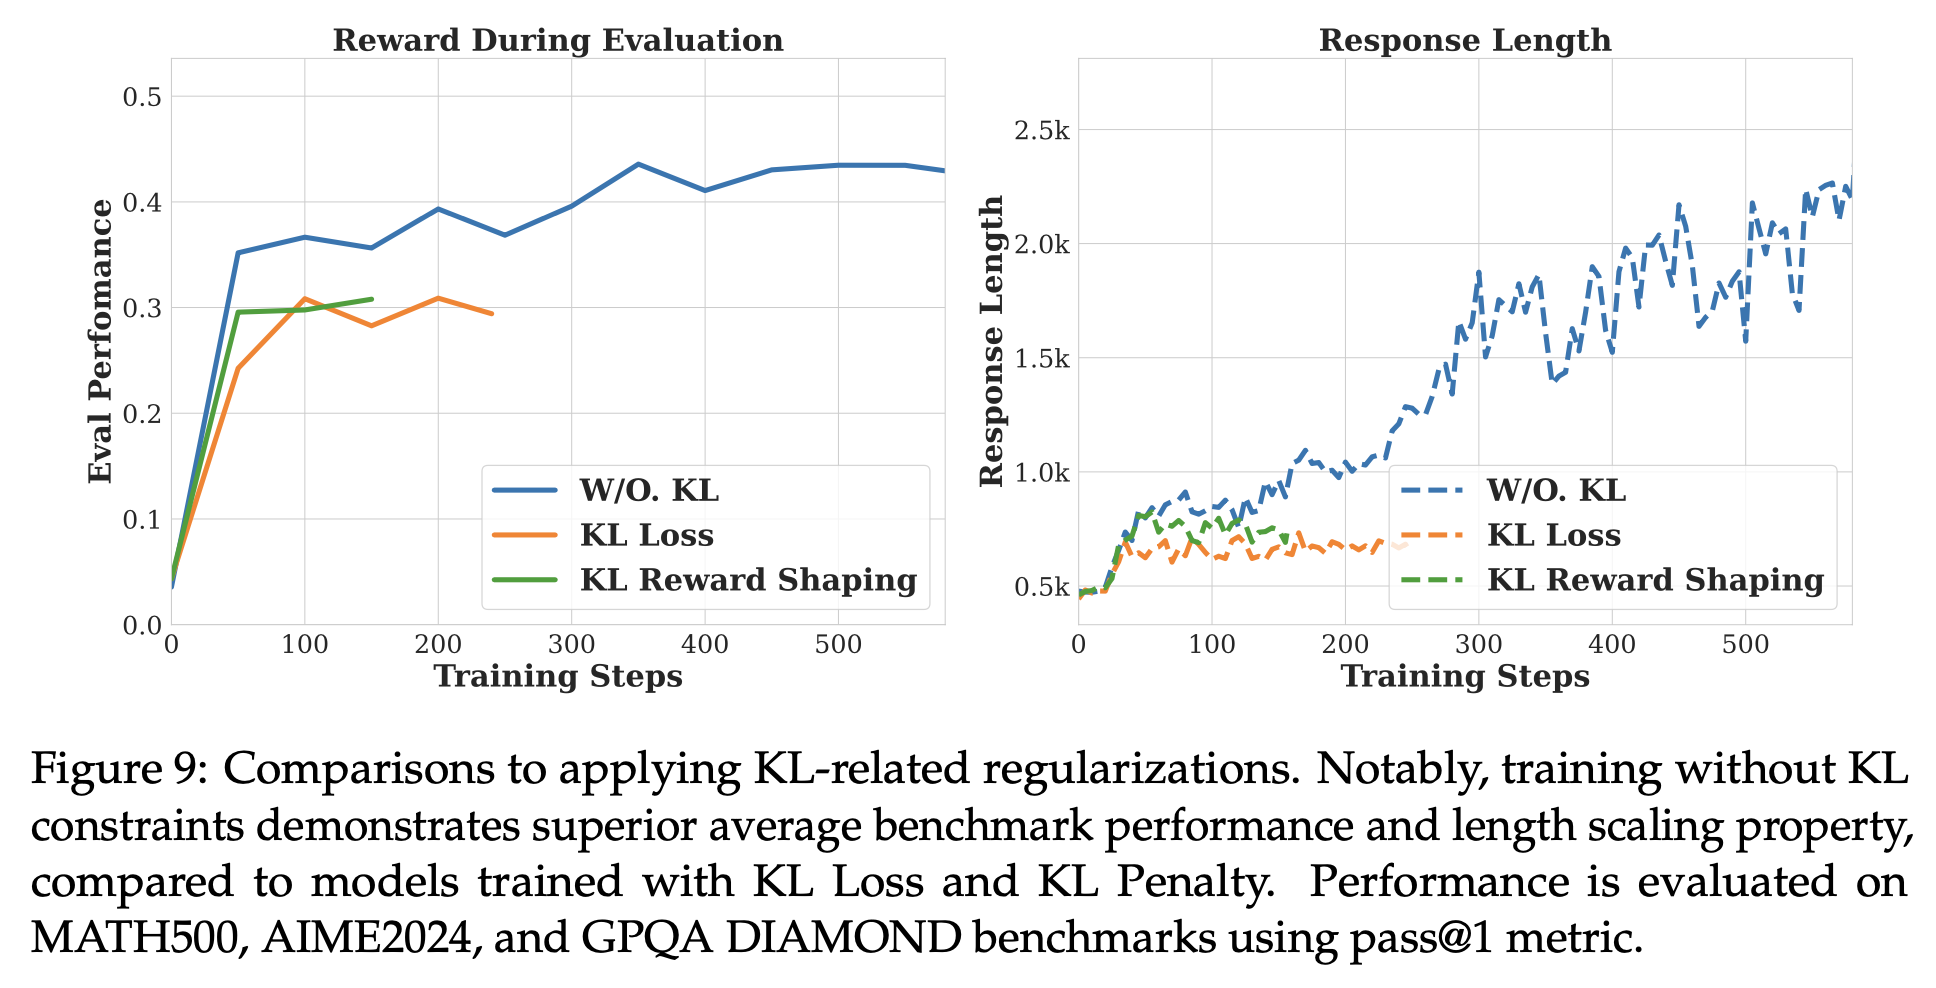 Reward During Evaluation
Eval Perfomance
0.5
0.4
0.3
0.2
0.1
0.0
0 100 200 300 400 500
Training Steps
W/O. KL
KL Loss
KL Reward Shaping
Response Length
Response Length
2.5k
2.0k
1.5k
1.0k
0.5k
0 100 200 300 400 500
Training Steps
W/O. KL
KL Loss
KL Reward Shaping
Figure 9: Comparisons to applying KL-related regularizations. Notably, training without KL
constraints demonstrates superior average benchmark performance and length scaling property,
compared to models trained with KL Loss and KL Penalty. Performance is evaluated on
MATH500, AIME2024, and GPQA DIAMOND benchmarks using pass@1 metric.